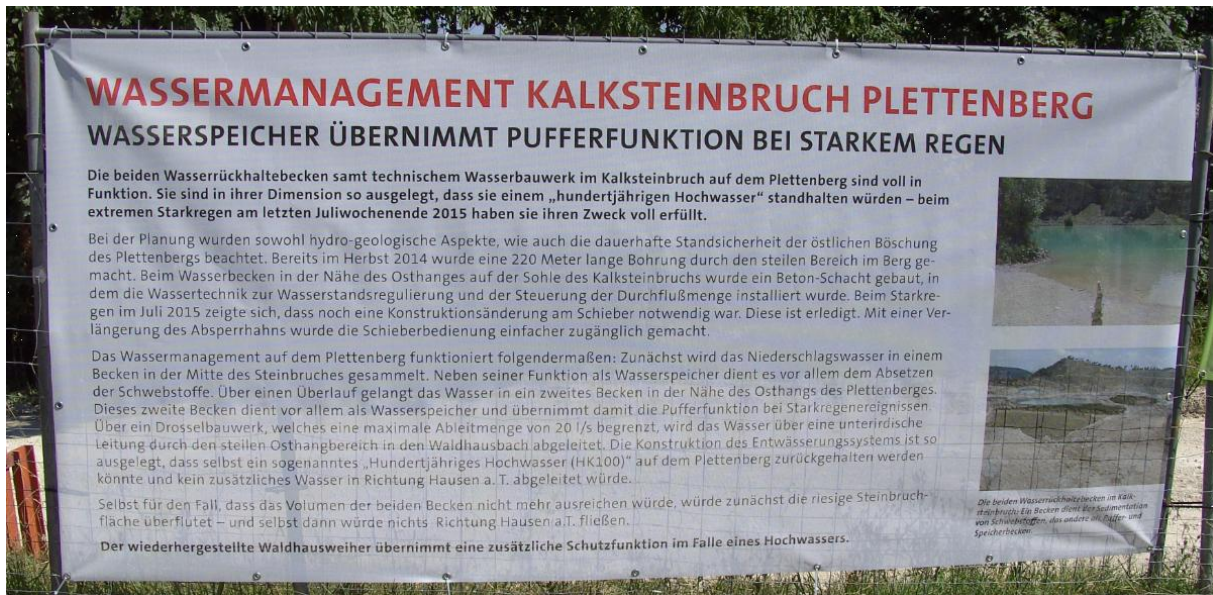 WASSERMANAGEMENT KALKSTEINBRUCH PLETTENBERG
WASSERSPEICHER ÜBERNIMMT PUFFERFUNKTION BEI STARKEM REGEN
Die beiden Wasserrückhaltebecken samt technischem Wasserbauwerk im Kalksteinbruch auf dem Plettenberg sind voll in
Funktion. Sie sind in ihrer Dimension so ausgelegt, dass sie einem „hundertjährigen Hochwasser“ standhalten würden – beim
extremen Starkregen am letzten Juliwochenende 2015 haben sie ihren Zweck voll erfüllt.
Bei der Planung wurden sowohl hydro-geologische Aspekte, wie auch die dauerhafte Standsicherheit der östlichen Böschung
des Plettenbergs beachtet. Bereits im Herbst 2014 wurde eine 220 Meter lange Bohrung durch den steilen Bereich im Berg ge-
macht. Beim Wasserbecken in der Nähe des Osthanges auf der Sohle des Kalksteinbruchs wurde ein Beton-Schacht gebaut, in
dem die Wassertechnik zur Wasserstandsregulierung und der Steuerung der Durchflußmenge installiert wurde. Beim Starkre-
gen im Juli 2015 zeigte sich, dass noch eine Konstruktionsänderung am Schieber notwendig war. Diese ist erledigt. Mit einer Ver-
längerung des Absperrhahns wurde die Schieberbedienung einfacher zugänglich gemacht.
Das Wassermanagement auf dem Plettenberg funktioniert folgendermaßen: Zunächst wird das Niederschlagswasser in einem
Becken in der Mitte des Steinbruches gesammelt. Neben seiner Funktion als Wasserspeicher dient es vor allem dem Absetzen
der Schwebstoffe. Über einen Überlauf gelangt das Wasser in ein zweites Becken in der Nähe des Osthangs des Plettenberges.
Dieses zweite Becken dient vor allem als Wasserspeicher und übernimmt damit die Pufferfunktion bei Starkregenereignissen.
Über ein Drosselbauwerk, welches eine maximale Ableitmenge von 20 l/s begrenzt, wird das Wasser über eine unterirdische
Leitung durch den steilen Osthangbereich in den Waldhausbach abgeleitet. Die Konstruktion des Entwässerungssystems ist so
ausgelegt, dass selbst ein sogenanntes „Hundertjähriges Hochwasser (HK100)“ auf dem Plettenberg zurückgehalten werden
könnte und kein zusätzliches Wasser in Richtung Hausen a. T. abgeleitet würde.
Selbst für den Fall, dass das Volumen der beiden Becken nicht mehr ausreichen würde, würde zunächst die riesige Steinbruch-
fläche überflutet – und selbst dann würde nichts Richtung Hausen a.T. fließen.
Der wiederhergestellte Waldhausweiher übernimmt eine zusätzliche Schutzfunktion im Falle eines Hochwassers.
Die beiden Wasserrückhaltebecken im Kalk-
steinbruch: Ein Becken dient der Sedimentation
von Schwebstoffen, das andere als Puffer- und
Speicherbecken.